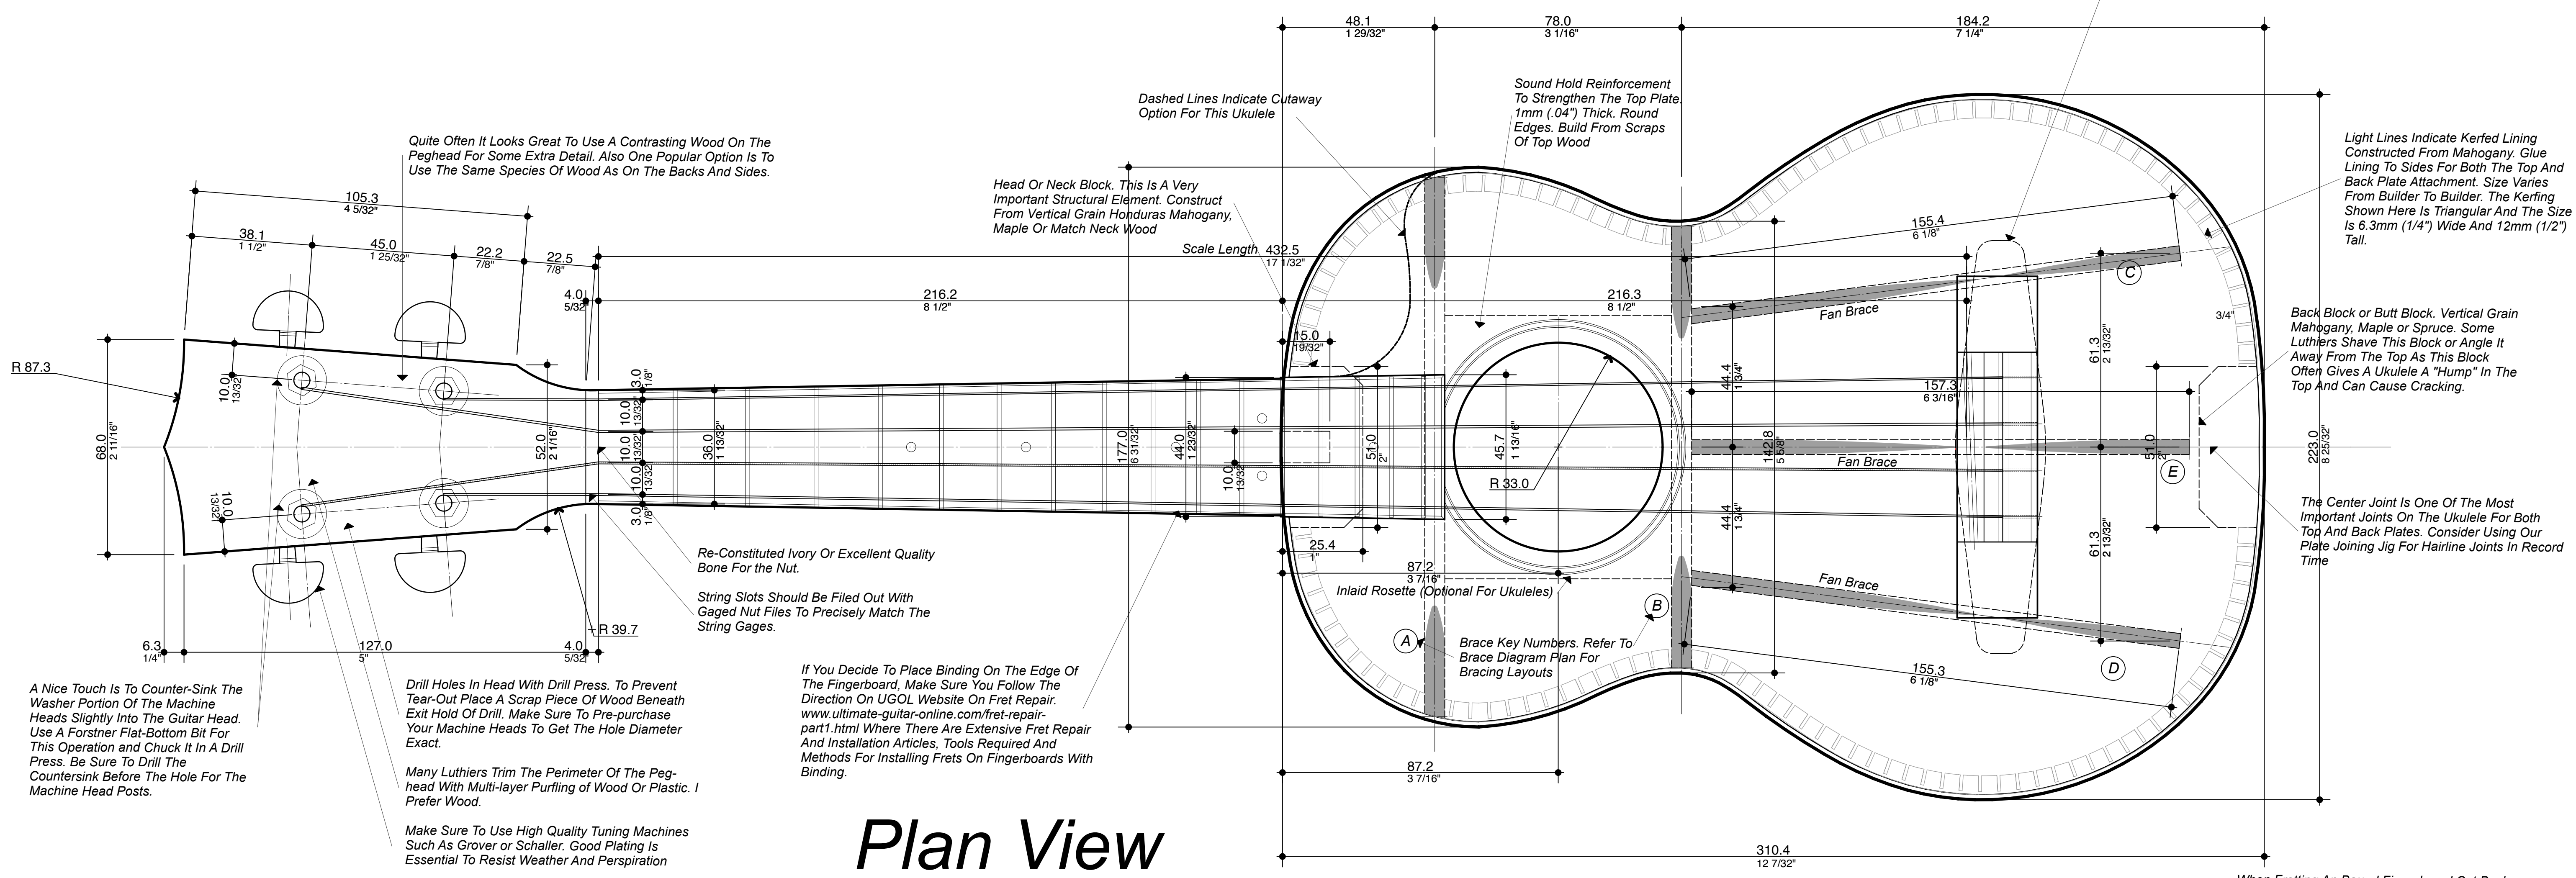 48.1
1 29/32"
78.0
3 1/16"
184.2
7 1/4"
Quite Often It Looks Great To Use A Contrasting Wood On The
Peghead For Some Extra Detail. Also One Popular Option Is To
Use The Same Species Of Wood As On The Backs And Sides.
Dashed Lines Indicate Cutaway
Option For This Ukulele
Sound Hold Reinforcement
To Strengthen The Top Plate.
1mm (.04") Thick. Round
Edges. Build From Scraps
Of Top Wood
Head Or Neck Block. This Is A Very
Important Structural Element. Construct
From Vertical Grain Honduras Mahogany,
Maple Or Match Neck Wood
Light Lines Indicate Kerfed Lining
Constructed From Mahogany. Glue
Lining To Sides For Both The Top And
Back Plate Attachment. Size Varies
From Builder To Builder. The Kerfing
Shown Here Is Triangular And The Size
Is 6.3mm (1/4") Wide And 12mm (1/2")
Tall.
105.3
4 5/32"
38.1
1 1/2"
45.0
1 25/32"
22.2
7/8"
22.5
7/8"
Scale Length 432.5
17 1/32"
155.4
6 1/8"
C
4.0
5/32"
216.2
8 1/2"
216.3
8 1/2"
Fan Brace
3/4"
15.0
19/32"
Back Block or Butt Block. Vertical Grain
Mahogany, Maple or Spruce. Some
Luthiers Shave This Block or Angle It
Away From The Top As This Block
Often Gives A Ukulele A "Hump" In The
Top And Can Cause Cracking.
R 87.3
10.0
13/32"
3.0
1/8"
44.4
1 3/4"
61.3
2 13/32"
157.3
6 3/16"
68.0
2 11/16"
52.0
2 1/16"
10.0
13/32"
10.0
13/32"
10.0
13/32"
36.0
1 13/32"
177.0
6 31/32"
44.0
1 23/32"
10.0
13/32"
51.0
2"
45.7
1 13/16"
R 33.0
142.8
5 5/8"
Fan Brace
51.0
2"
E
223.0
8 25/32"
10.0
13/32"
3.0
1/8"
44.4
1 3/4"
61.3
2 13/32"
The Center Joint Is One Of The Most
Important Joints On The Ukulele For Both
Top And Back Plates. Consider Using Our
Plate Joining Jig For Hairline Joints In Record
Time
Re-Constituted Ivory Or Excellent Quality
Bone For the Nut.
String Slots Should Be Filed Out With
Gaged Nut Files To Precisely Match The
String Gages.
25.4
1"
87.2
3 7/16"
Inlaid Rosette (Optional For Ukuleles)
Fan Brace
R 39.7
B
A
D
6.3
1/4"
127.0
5"
4.0
5/32"
Brace Key Numbers. Refer To
Brace Diagram Plan For
Bracing Layouts
155.3
6 1/8"
A Nice Touch Is To Counter-Sink The
Washer Portion Of The Machine
Heads Slightly Into The Guitar Head.
Use A Forstner Flat-Bottom Bit For
This Operation and Chuck It In A Drill
Press. Be Sure To Drill The
Countersink Before The Hole For The
Machine Head Posts.
Drill Holes In Head With Drill Press. To Prevent
Tear-Out Place A Scrap Piece Of Wood Beneath
Exit Hold Of Drill. Make Sure To Pre-purchase
Your Machine Heads To Get The Hole Diameter
Exact.
Many Luthiers Trim The Perimeter Of The Peg-
head With Multi-layer Purfling of Wood Or Plastic. I
Prefer Wood.
Make Sure To Use High Quality Tuning Machines
Such As Grover or Schaller. Good Plating Is
Essential To Resist Weather And Perspiration
If You Decide To Place Binding On The Edge Of
The Fingerboard, Make Sure You Follow The
Direction On UGOL Website On Fret Repair.
www.ultimate-guitar-online.com/fret-repair-
part1.html Where There Are Extensive Fret Repair
And Installation Articles, Tools Required And
Methods For Installing Frets On Fingerboards With
Binding.
87.2
3 7/16"
Plan View
310.4
12 7/32"